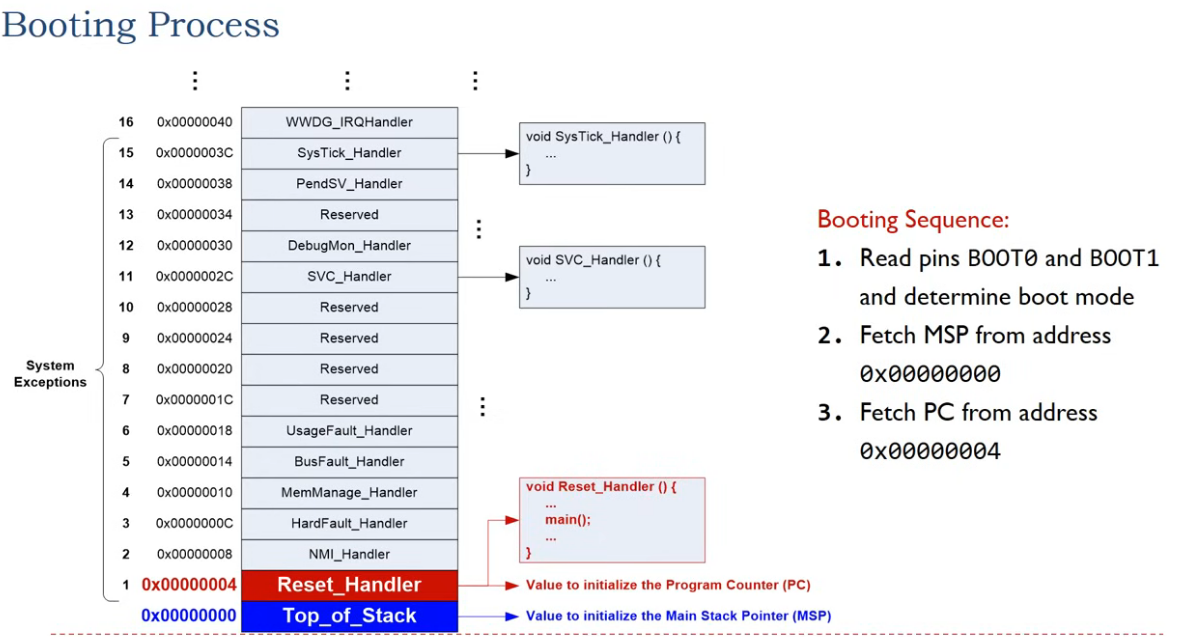 Booting Process
⋮ ⋮ ⋮
16 0x00000040 WWDG_IRQHandler
15 0x0000003C SysTick_Handler
14 0x00000038 PendSV_Handler
13 0x00000034 Reserved
12 0x00000030 DebugMon_Handler
11 0x0000002C SVC_Handler
10 0x00000028 Reserved
9 0x00000024 Reserved
8 0x00000020 Reserved
7 0x0000001C Reserved
6 0x00000018 UsageFault_Handler
5 0x00000014 BusFault_Handler
4 0x00000010 MemManage_Handler
3 0x0000000C HardFault_Handler
2 0x00000008 NMI_Handler
1 0x00000004 Reset_Handler
0x00000000 Top_of_Stack
System
Exceptions
void SysTick_Handler () {
...
}
⋮
void SVC_Handler () {
...
}
⋮
void Reset_Handler () {
...
main();
...
}
Value to initialize the Program Counter (PC)
Value to initialize the Main Stack Pointer (MSP)
Booting Sequence:
1. Read pins BOOT0 and BOOT1
and determine boot mode
2. Fetch MSP from address
0x00000000
3. Fetch PC from address
0x00000004